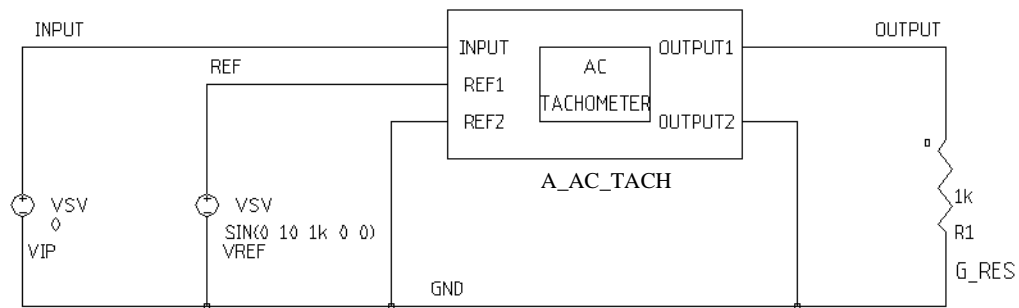 INPUT
OUTPUT
INPUT
AC
OUTPUT1
REF
REF1
TACHOMETER
REF2
OUTPUT2
A_AC_TACH
VSV
0
VIP
VSV
SIN(0 10 1k 0 0)
VREF
1k
R1
G_RES
GND